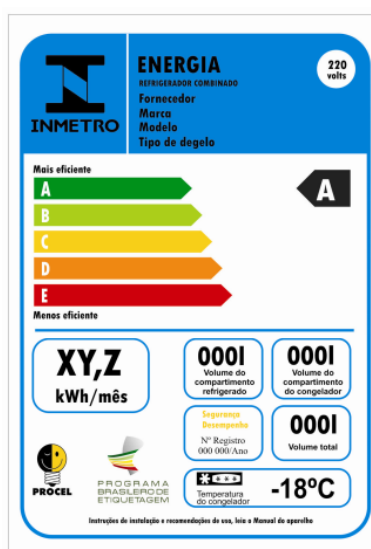 INMETRO
ENERGIA
REFRIGERADOR COMBINADO
Fornecedor
Marca
Modelo
Tipo de degelo
220
volts
Mais eficiente
A
B
C
D
E
Menos eficiente
A
XY,Z
kWh/mês
000l
Volume do
compartimento
refrigerado
000l
Volume do
compartimento
do congelador
Segurança
Desempenho
Nº Registro
000 000/Ano
000l
Volume total
PROCEL
PROGRAMA
BRASILEIRO DE
ETIQUETAGEM
Temperatura
do congelador
-18ºC
Instruções de instalação e recomendações de uso, leia o Manual do aparelho